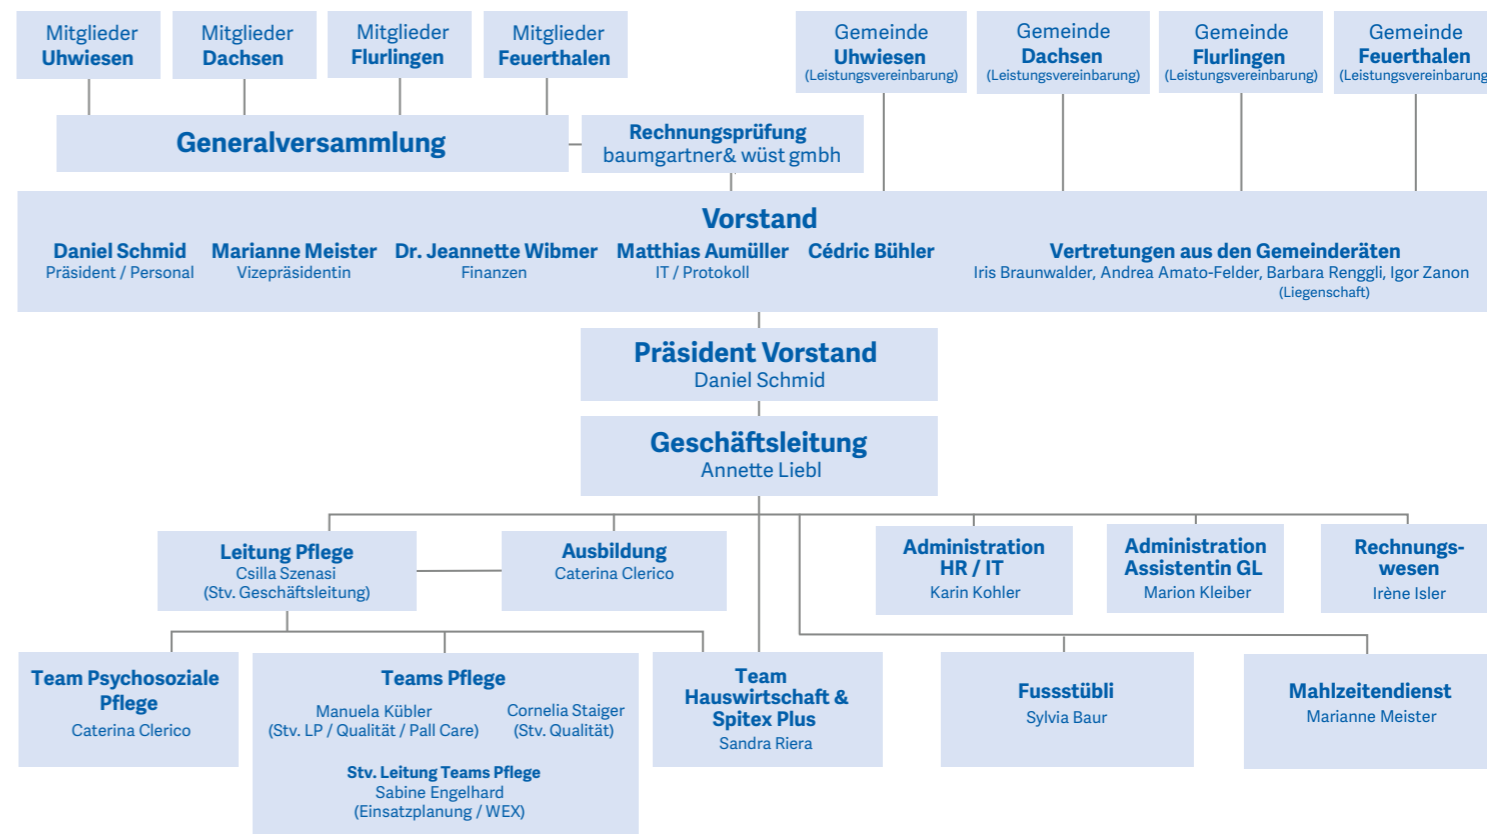 Mitglieder
Uhwiesen
Mitglieder
Dachsen
Mitglieder
Flurlingen
Mitglieder
Feuerthalen
Gemeinde
Uhwiesen
(Leistungsvereinbarung)
Gemeinde
Dachsen
(Leistungsvereinbarung)
Gemeinde
Flurlingen
(Leistungsvereinbarung)
Gemeinde
Feuerthalen
(Leistungsvereinbarung
Generalversammlung
Rechnungsprüfung
baumgartner& wüst gmbh
Vorstand
Daniel Schmid
Präsident / Personal
Marianne Meister
Vizepräsidentin
Dr. Jeannette Wibmer
Finanzen
Matthias Aumüller
IT / Protokoll
Cédric Bühler
Vertretungen aus den Gemeinderäten
Iris Braunwalder, Andrea Amato-Felder, Barbara Renggli, Igor Zanon
(Liegenschaft)
Präsident Vorstand
Daniel Schmid
Geschäftsleitung
Annette Liebl
Leitung Pflege
Csilla Szenasi
(Stv. Geschäftsleitung)
Ausbildung
Caterina Clerico
Administration
HR / IT
Karin Kohler
Administration
Assistentin GL
Marion Kleiber
Rechnungs-
wesen
Irène Isler
Team Psychosoziale
Pflege
Caterina Clerico
Teams Pflege
Manuela Kübler
(Stv. LP / Qualität / Pall Care)
Cornelia Staiger
(Stv. Qualität)
Stv. Leitung Teams Pflege
Sabine Engelhard
(Einsatzplanung / WEX)
Team
Hauswirtschaft &
Spitex Plus
Sandra Riera
Fussstübli
Sylvia Baur
Mahlzeitendienst
Marianne Meister